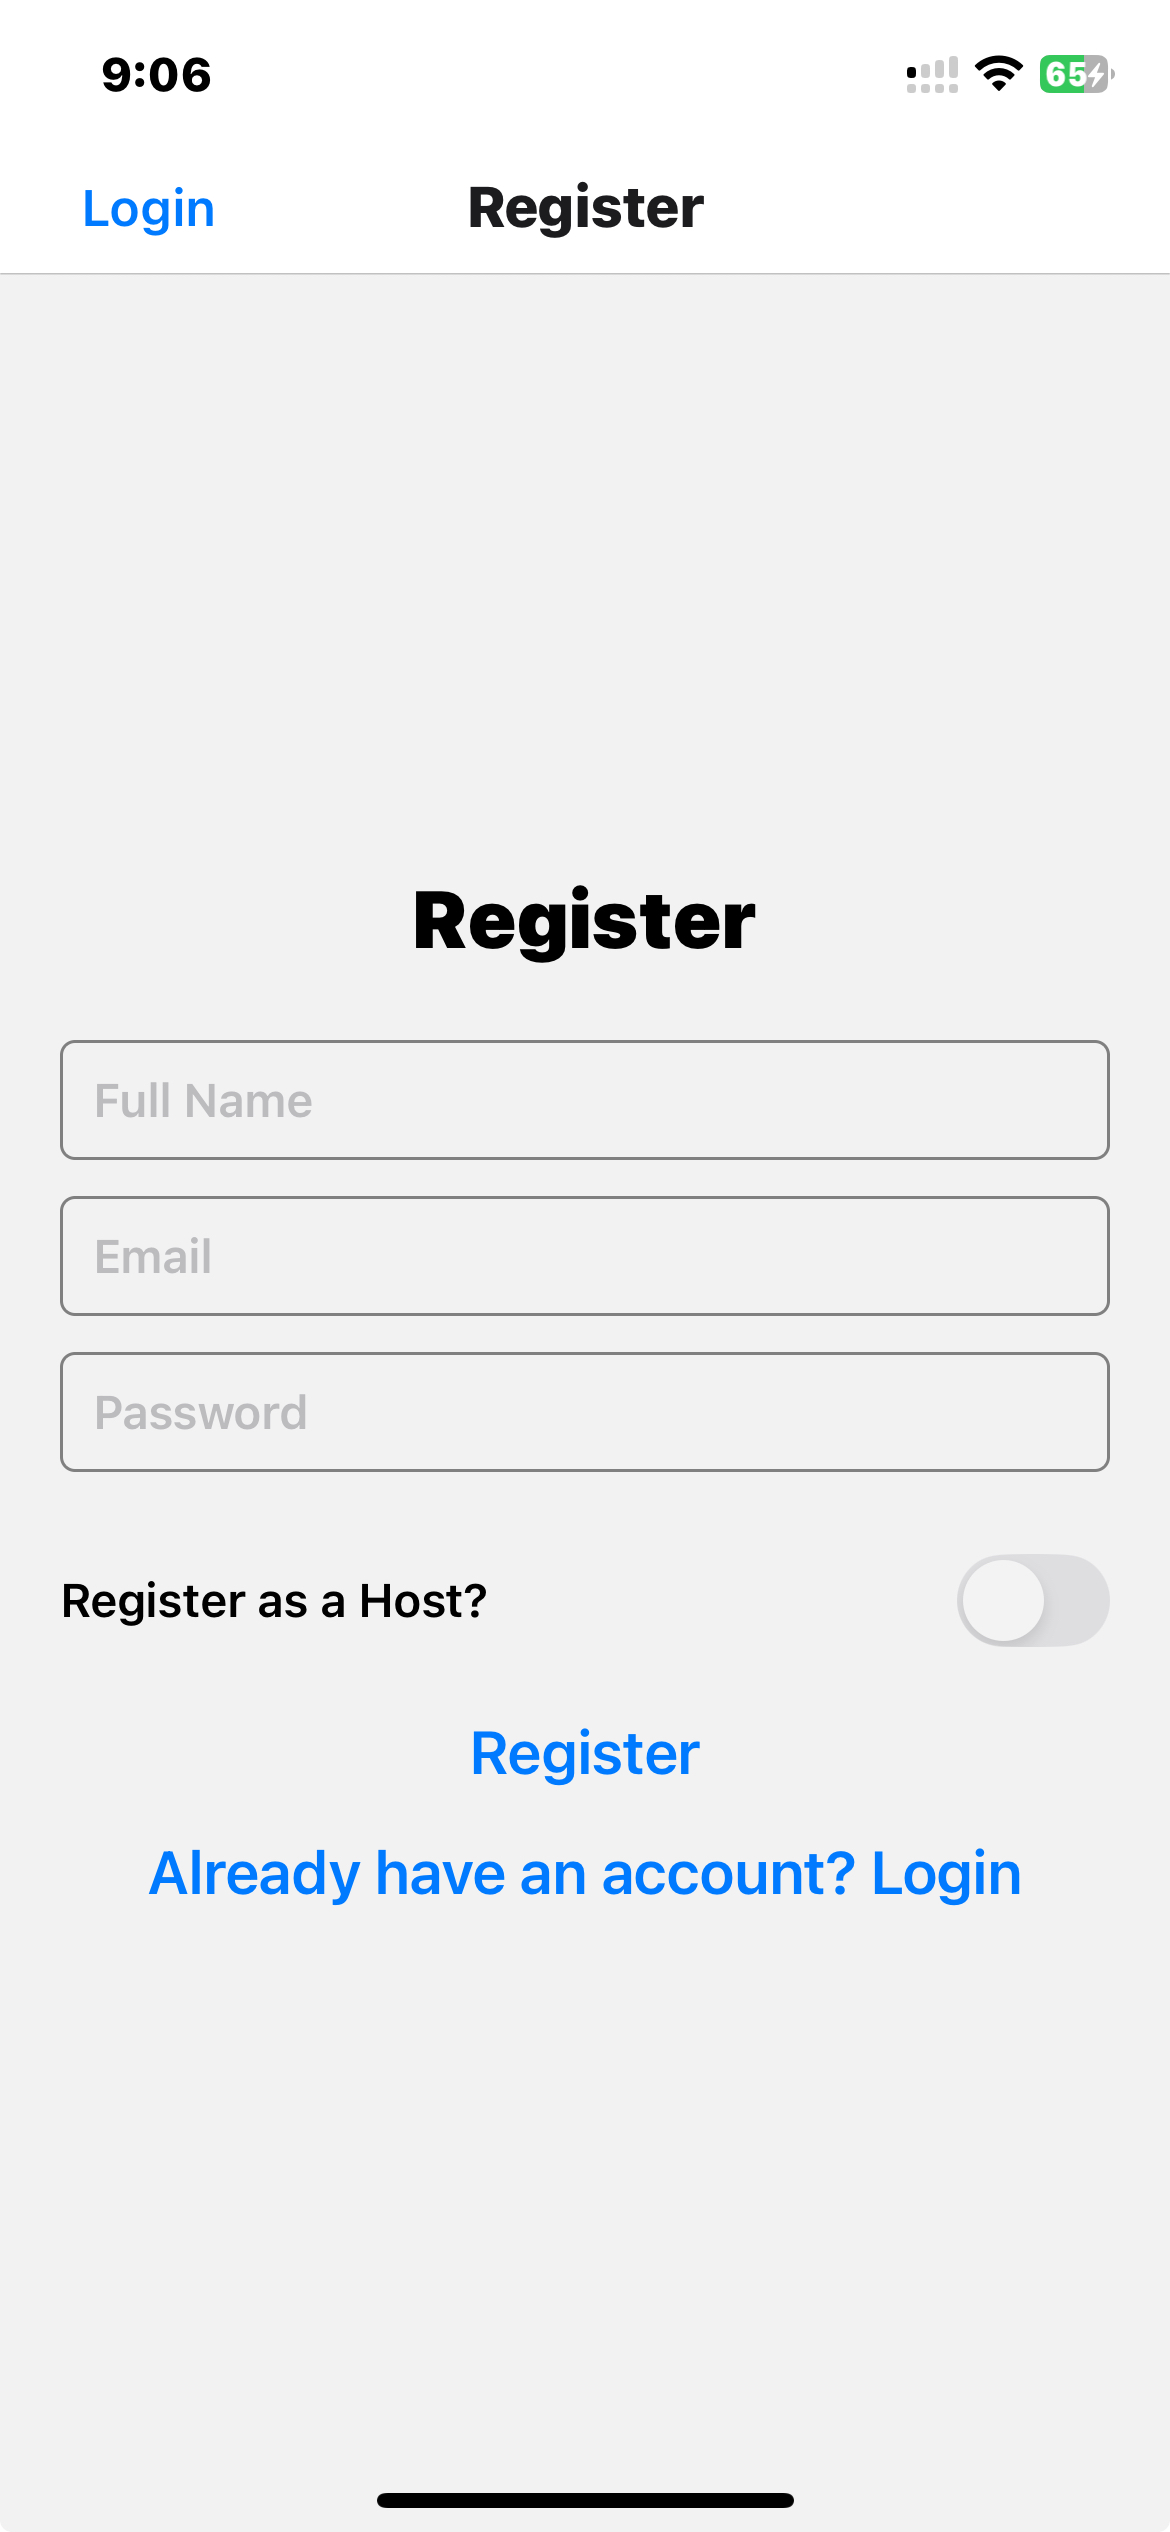 9:06
65
Login
Register
Register
Full Name
Email
Password
Register as a Host?
Register
Already have an account? Login